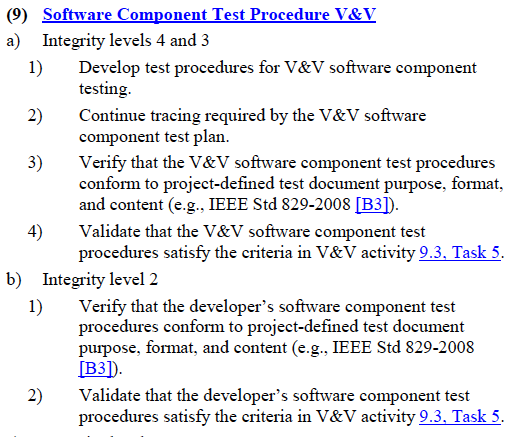 (9) Software Component Test Procedure V&V
a) Integrity levels 4 and 3
1) Develop test procedures for V&V software component
testing.
2) Continue tracing required by the V&V software
component test plan.
3) Verify that the V&V software component test procedures
conform to project-defined test document purpose, format,
and content (e.g., IEEE Std 829-2008 [B3]).
4) Validate that the V&V software component test
procedures satisfy the criteria in V&V activity 9.3, Task 5.
b) Integrity level 2
1) Verify that the developer’s software component test
procedures conform to project-defined test document
purpose, format, and content (e.g., IEEE Std 829-2008
[B3]).
2) Validate that the developer’s software component test
procedures satisfy the criteria in V&V activity 9.3, Task 5.